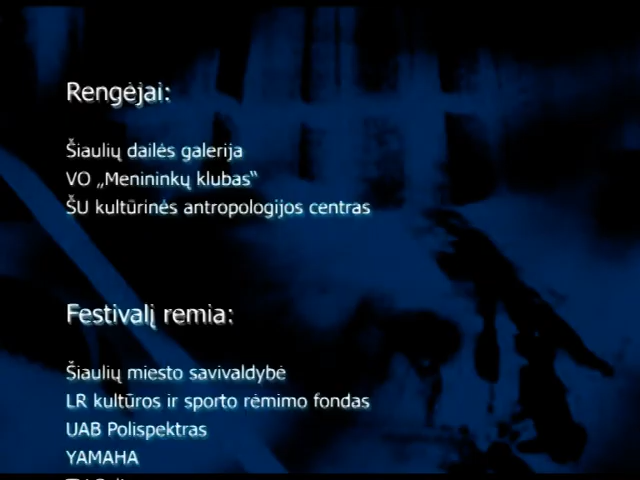 Rengėjai:
Šiaulių dailės galerija
VO „Menininkų klubas“
ŠU kultūrinės antropologijos centras
Festivalį remia:
Šiaulių miesto savivaldybė
LR kultūros ir sporto rėmimo fondas
UAB Polispektras
YAMAHA